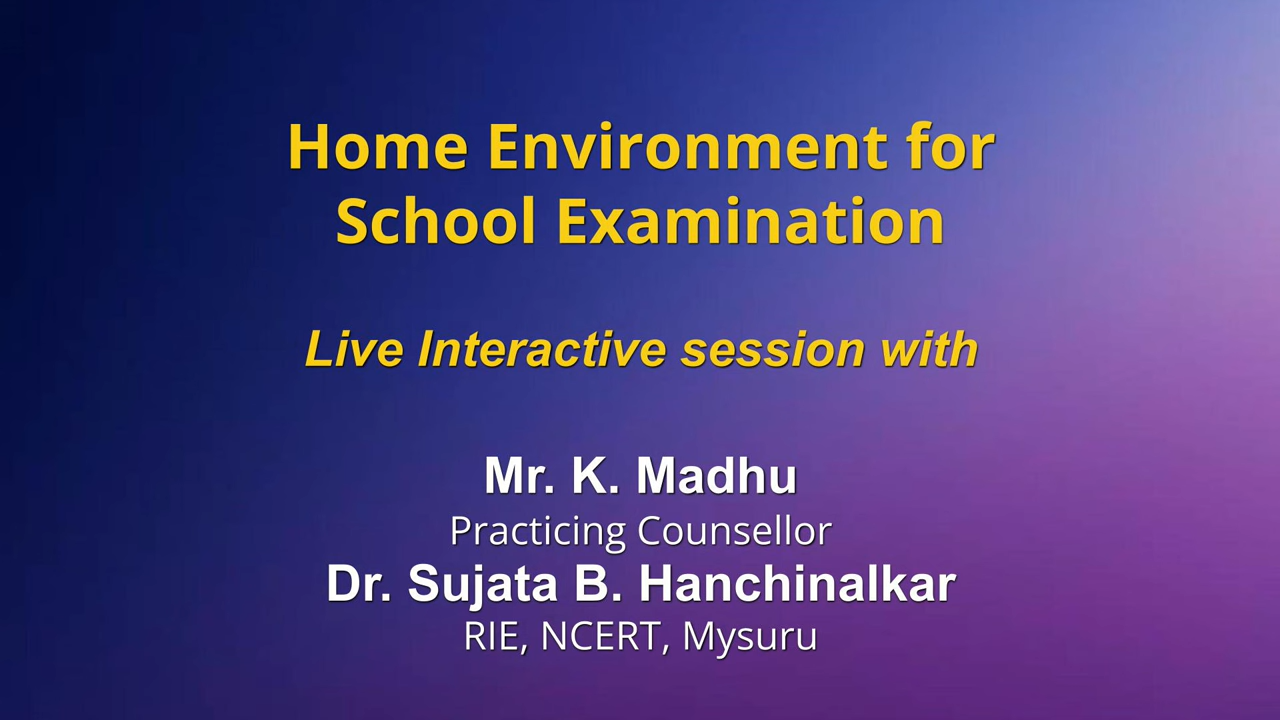 Home Environment for
School Examination
Live Interactive session with
Mr. K. Madhu
Practicing Counsellor
Dr. Sujata B. Hanchinalkar
RIE, NCERT, Mysuru